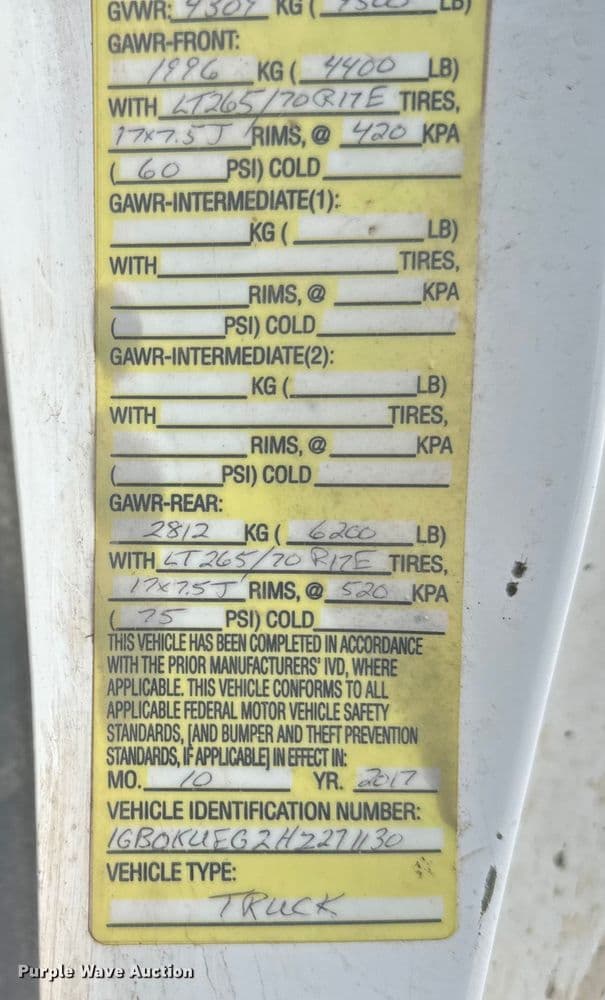 GVWR: 4309 KG ( LB)
GAWR-FRONT:
1996 KG ( 4400 LB)
WITH LT265/70R17E TIRES,
17x7.5J RIMS, @ 420 KPA
( 60 PSI) COLD
GAWR-INTERMEDIATE(1):
KG ( LB)
WITH TIRES,
RIMS, @ KPA
( PSI) COLD
GAWR-INTERMEDIATE(2):
KG ( LB)
WITH TIRES,
RIMS, @ KPA
( PSI) COLD
GAWR-REAR:
2812 KG ( 6200 LB)
WITH LT265/70R17E TIRES,
17x7.5J RIMS, @ 520 KPA
( 75 PSI) COLD
THIS VEHICLE HAS BEEN COMPLETED IN ACCORDANCE
WITH THE PRIOR MANUFACTURERS' IVD, WHERE
APPLICABLE. THIS VEHICLE CONFORMS TO ALL
APPLICABLE FEDERAL MOTOR VEHICLE SAFETY
STANDARDS, [AND BUMPER AND THEFT PREVENTION
STANDARDS, IF APPLICABLE] IN EFFECT IN:
MO. 10 YR. 2017
VEHICLE IDENTIFICATION NUMBER:
1GB0KUEG2HZ271130
VEHICLE TYPE:
TRUCK
Purple Wave Auction